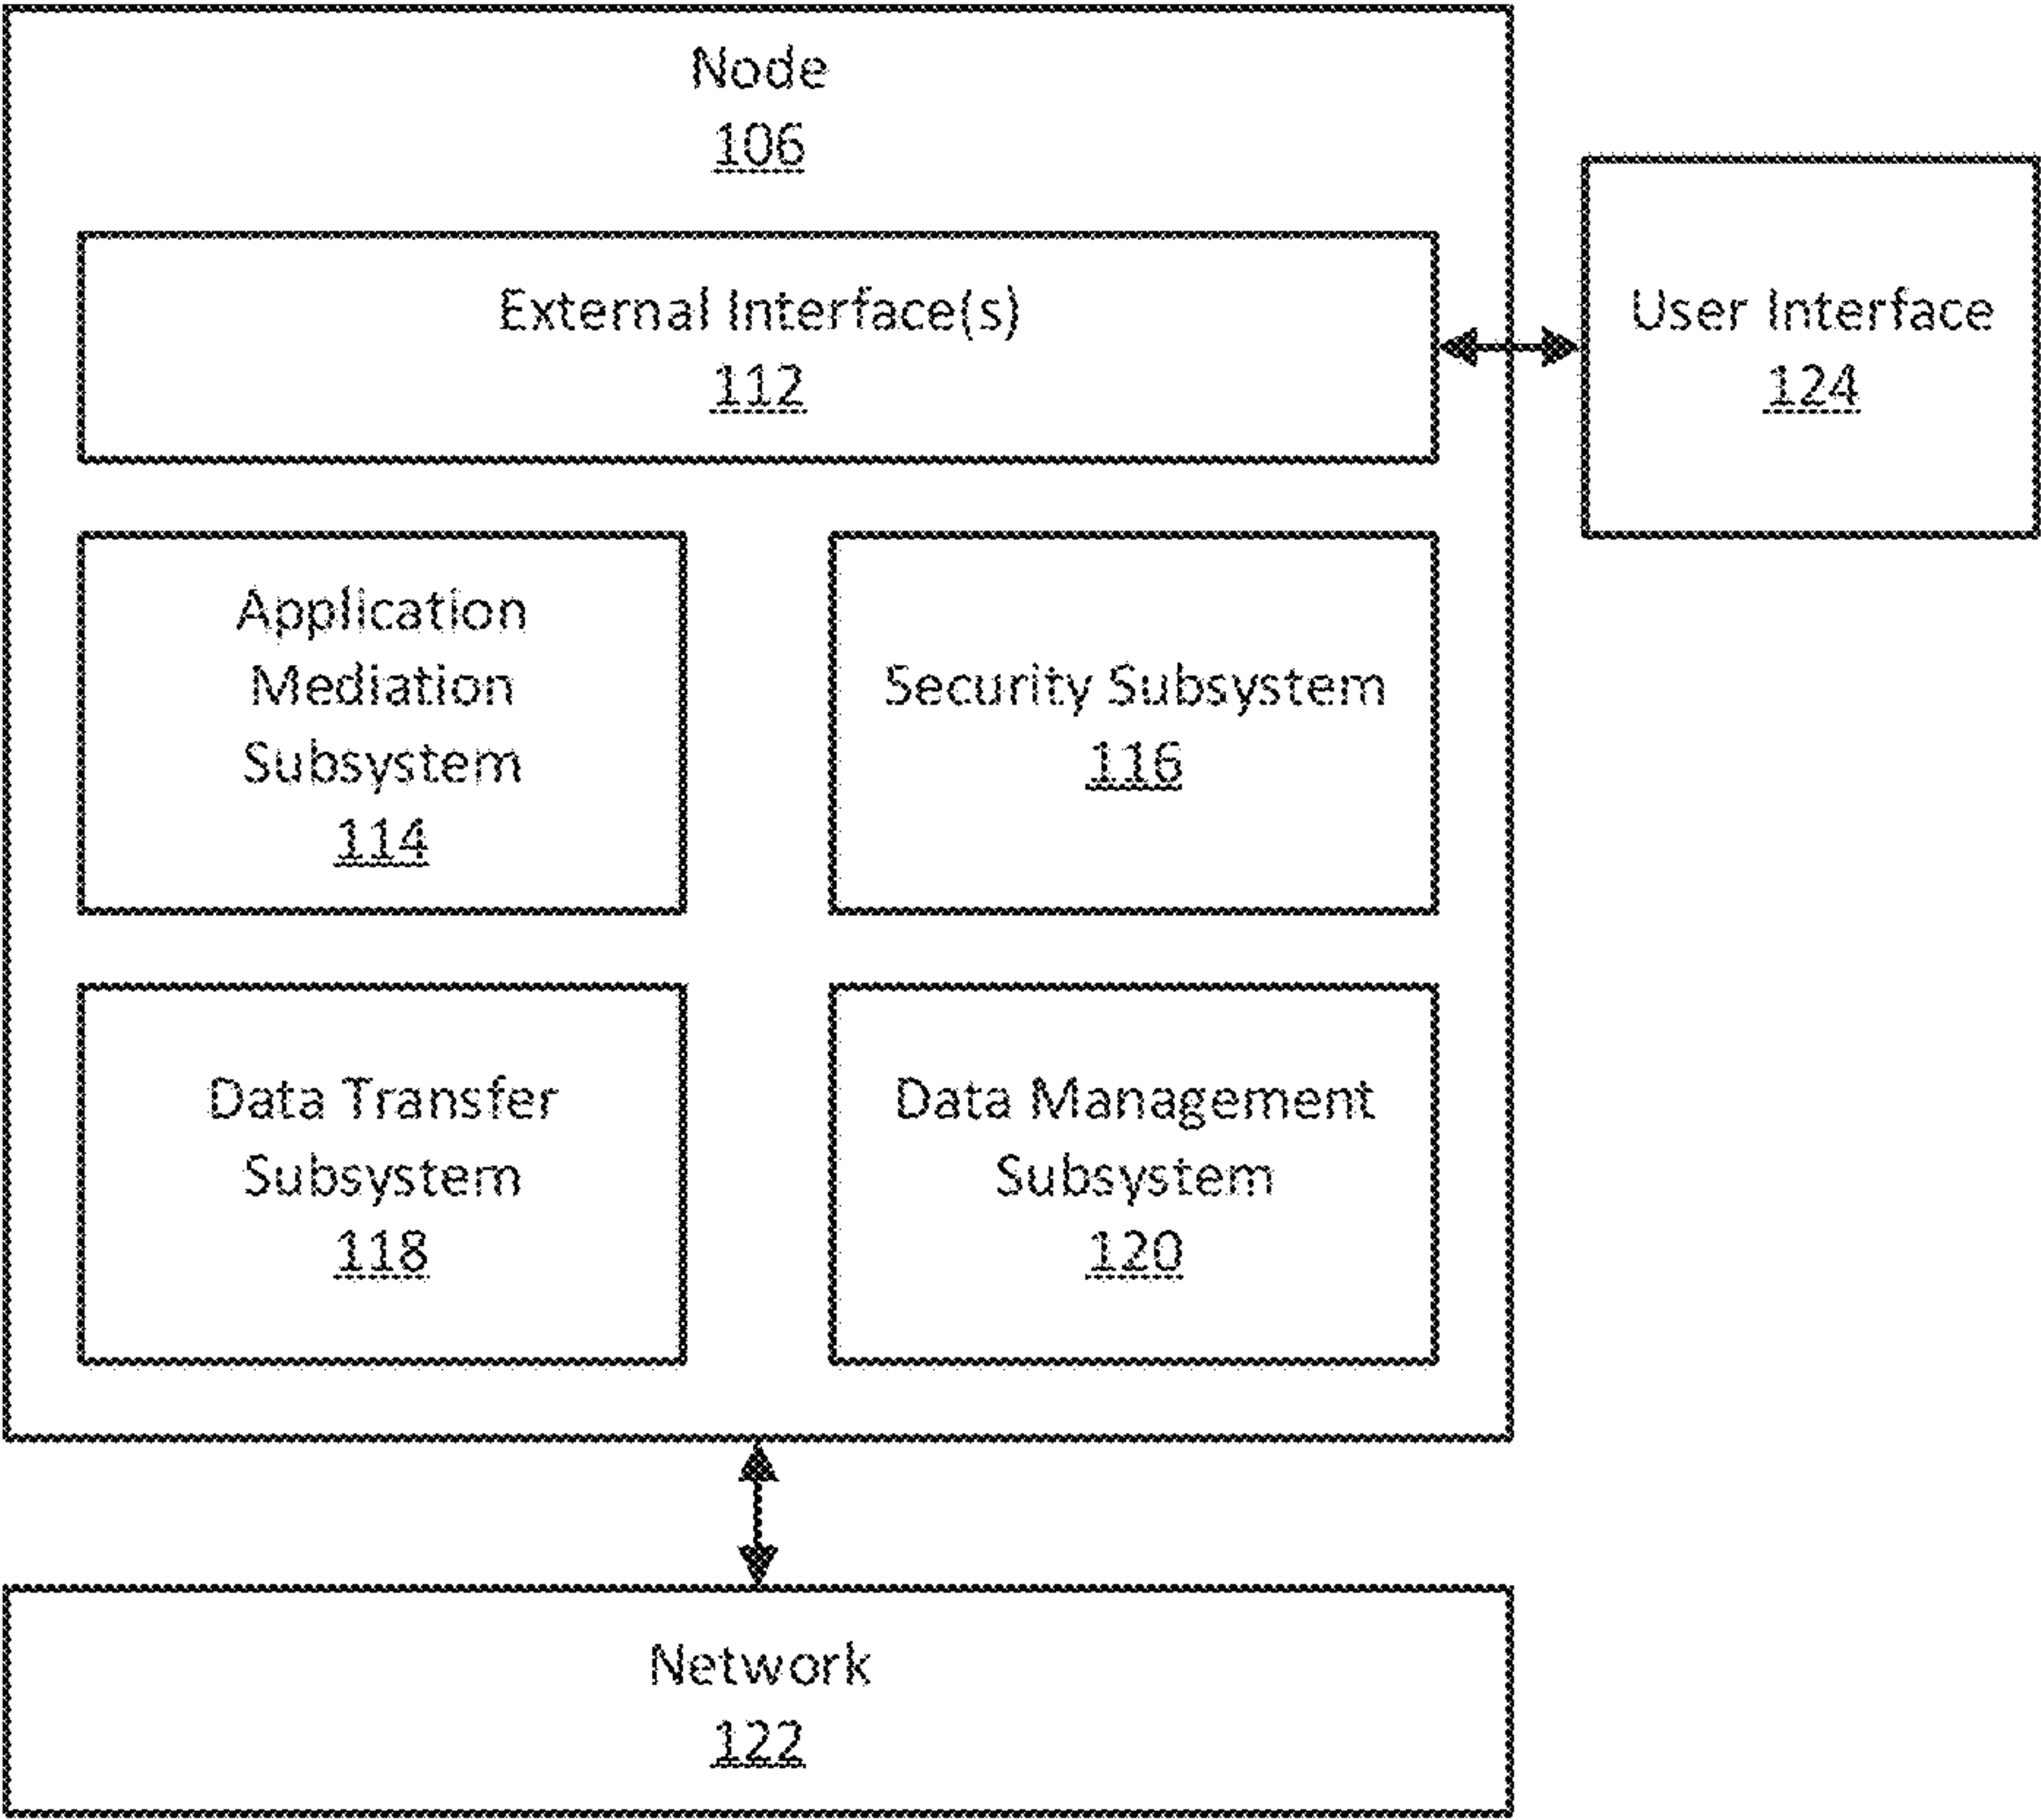 Node
106
External Interface(s)
112
User Interface
124
Application
Mediation
Subsystem
114
Security Subsystem
116
Data Transfer
Subsystem
118
Data Management
Subsystem
120
Network
122